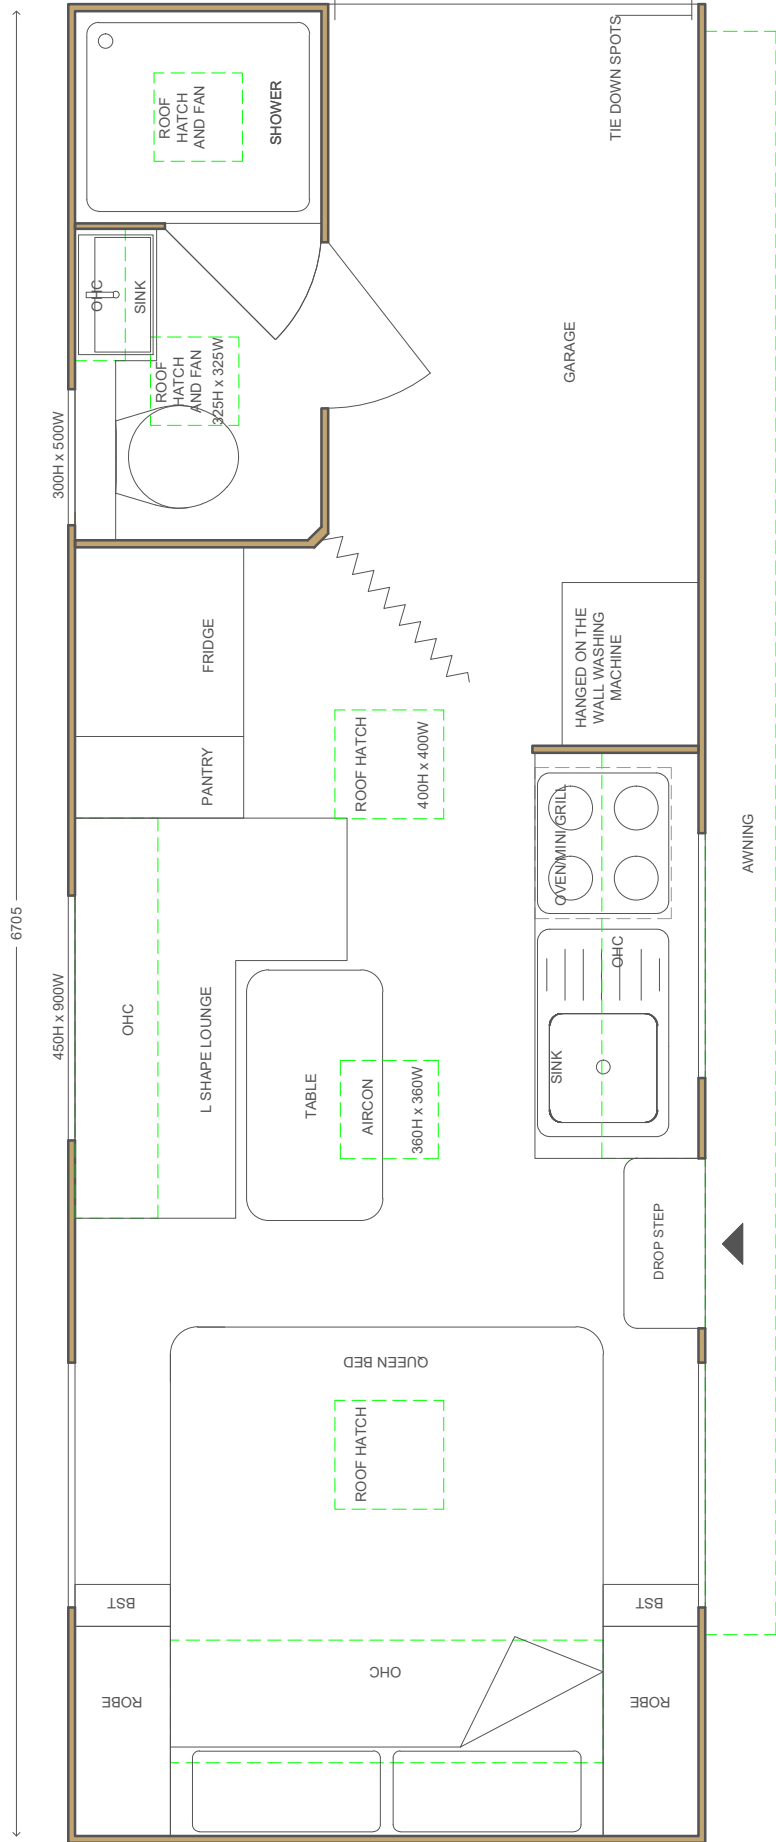 TIE DOWN SPOTS
ROOF
HATCH
AND FAN
SHOWER
OHC
SINK
ROOF
HATCH
AND FAN
325H x 325W
300H x 500W
GARAGE
FRIDGE
HANGED ON THE
WALL WASHING
MACHINE
PANTRY
ROOF HATCH
400H x 400W
OVEN/MINI GRILL
AWNING
6705
450H x 900W
OHC
L SHAPE LOUNGE
OHC
SINK
TABLE
AIRCON
360H x 360W
DROP STEP
QUEEN BED
ROOF HATCH
BST
BST
OHC
ROBE
ROBE